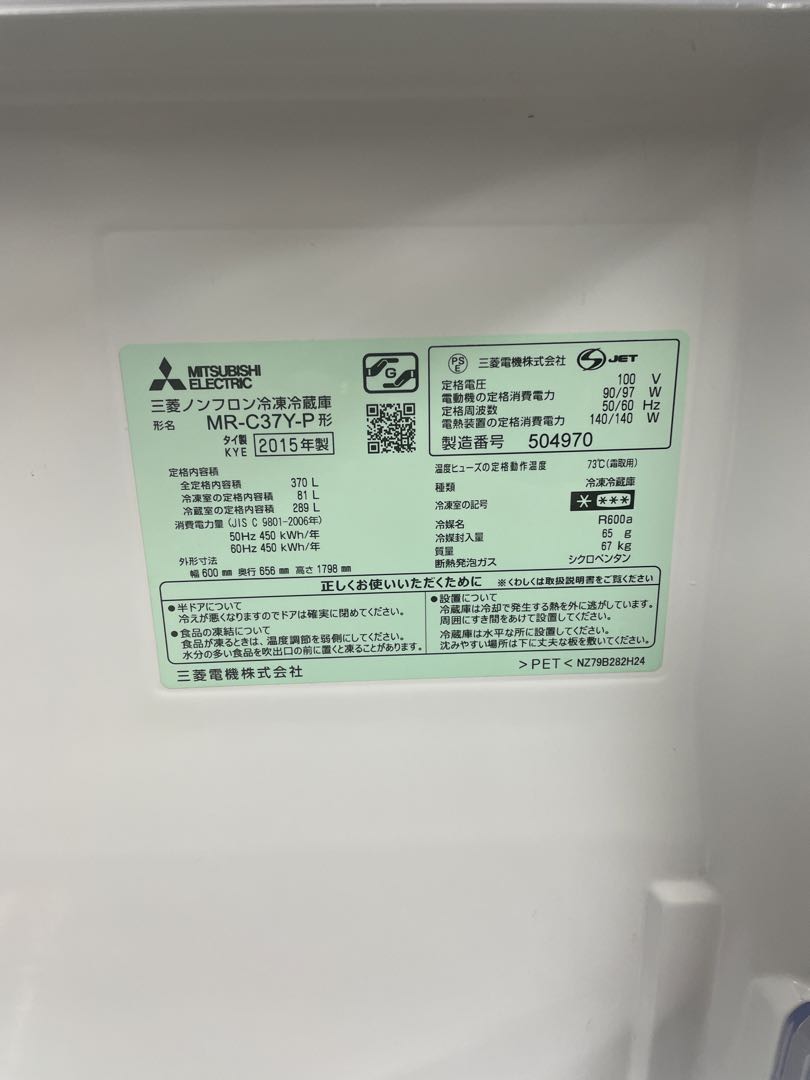 MITSUBISHI
ELECTRIC
G
三菱ノンフロン冷凍冷蔵庫
形名 MR-C37Y-P形
タイ製
KYE 2015年製
PS
E 三菱電機株式会社 S JET
定格電圧 100 V
電動機の定格消費電力 90/97 W
定格周波数 50/60 Hz
電熱装置の定格消費電力 140/140 W
製造番号 504970
定格内容積
全定格内容積 370 L
冷凍室の定格内容積 81 L
冷蔵室の定格内容積 289 L
消費電力量 (JIS C 9801-2006年)
50Hz 450 kWh/年
60Hz 450 kWh/年
外形寸法
幅 600 mm 奥行 656 mm 高さ 1798 mm
温度ヒューズの定格動作温度 73℃(霜取用)
種類 冷凍冷蔵庫
冷凍室の記号 * ***
冷媒名 R600a
冷媒封入量 65 g
質量 67 kg
断熱発泡ガス シクロペンタン
正しくお使いいただくために ※くわしくは取扱説明書をご覧ください
●半ドアについて
冷えが悪くなりますのでドアは確実に閉めてください。
●食品の凍結について
食品が凍るときは、温度調節を弱側にしてください。
水分の多い食品を吹出口の前に置くと凍ることがあります。
●設置について
冷蔵庫は冷却で発生する熱を外に逃がしています。
周囲にすき間をあけて設置してください。
冷蔵庫は水平な所に設置してください。
沈みやすい場所は下に丈夫な板を敷いてください。
三菱電機株式会社
>PET< NZ79B282H24